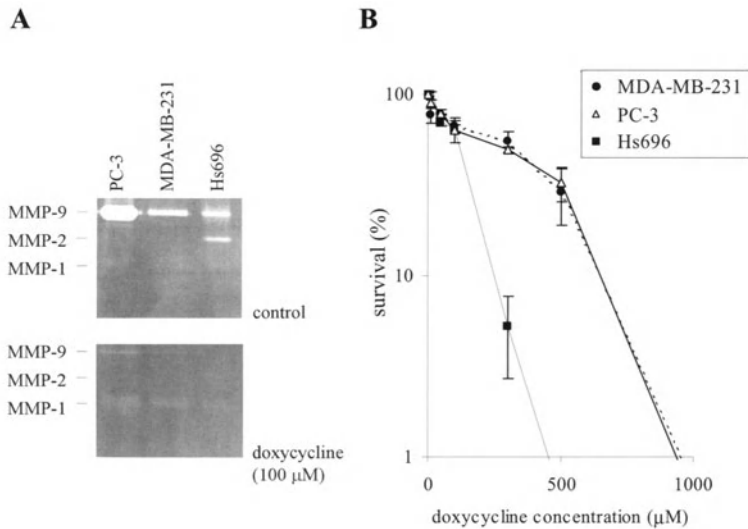 A
PC-3
MDA-MB-231
Hs696
MMP-9
MMP-2
MMP-1
control
MMP-9
MMP-2
MMP-1
doxycycline
(100 μM)
B
MDA-MB-231
PC-3
Hs696
100
10
1
survival (%)
0
500
1000
doxycycline concentration (μM)